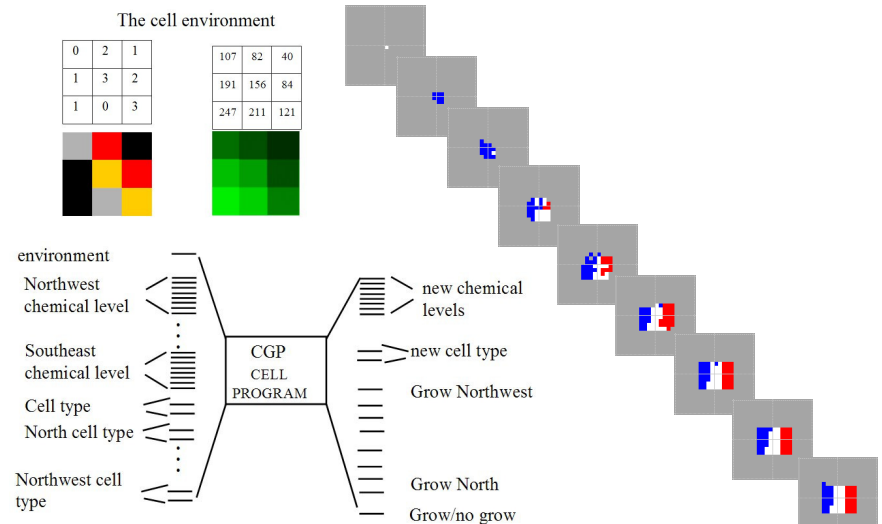 The cell environment
0 2 1
1 3 2
1 0 3
107 82 40
191 156 84
247 211 121
environment
Northwest
chemical level
Southeast
chemical level
Cell type
North cell type
Northwest cell
type
CGP
CELL
PROGRAM
new chemical
levels
new cell type
Grow Northwest
Grow North
Grow/no grow